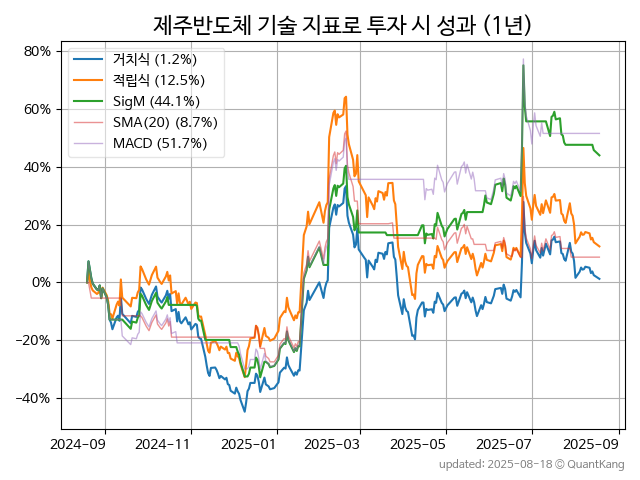 제주반도체 기술 지표로 투자 시 성과 (1년)
80%
60%
40%
20%
0%
−20%
−40%
거치식 (1.2%)
적립식 (12.5%)
SigM (44.1%)
SMA(20) (8.7%)
MACD (51.7%)
2024-09 2024-11 2025-01 2025-03 2025-05 2025-07 2025-09
updated: 2025-08-18 © QuantKang